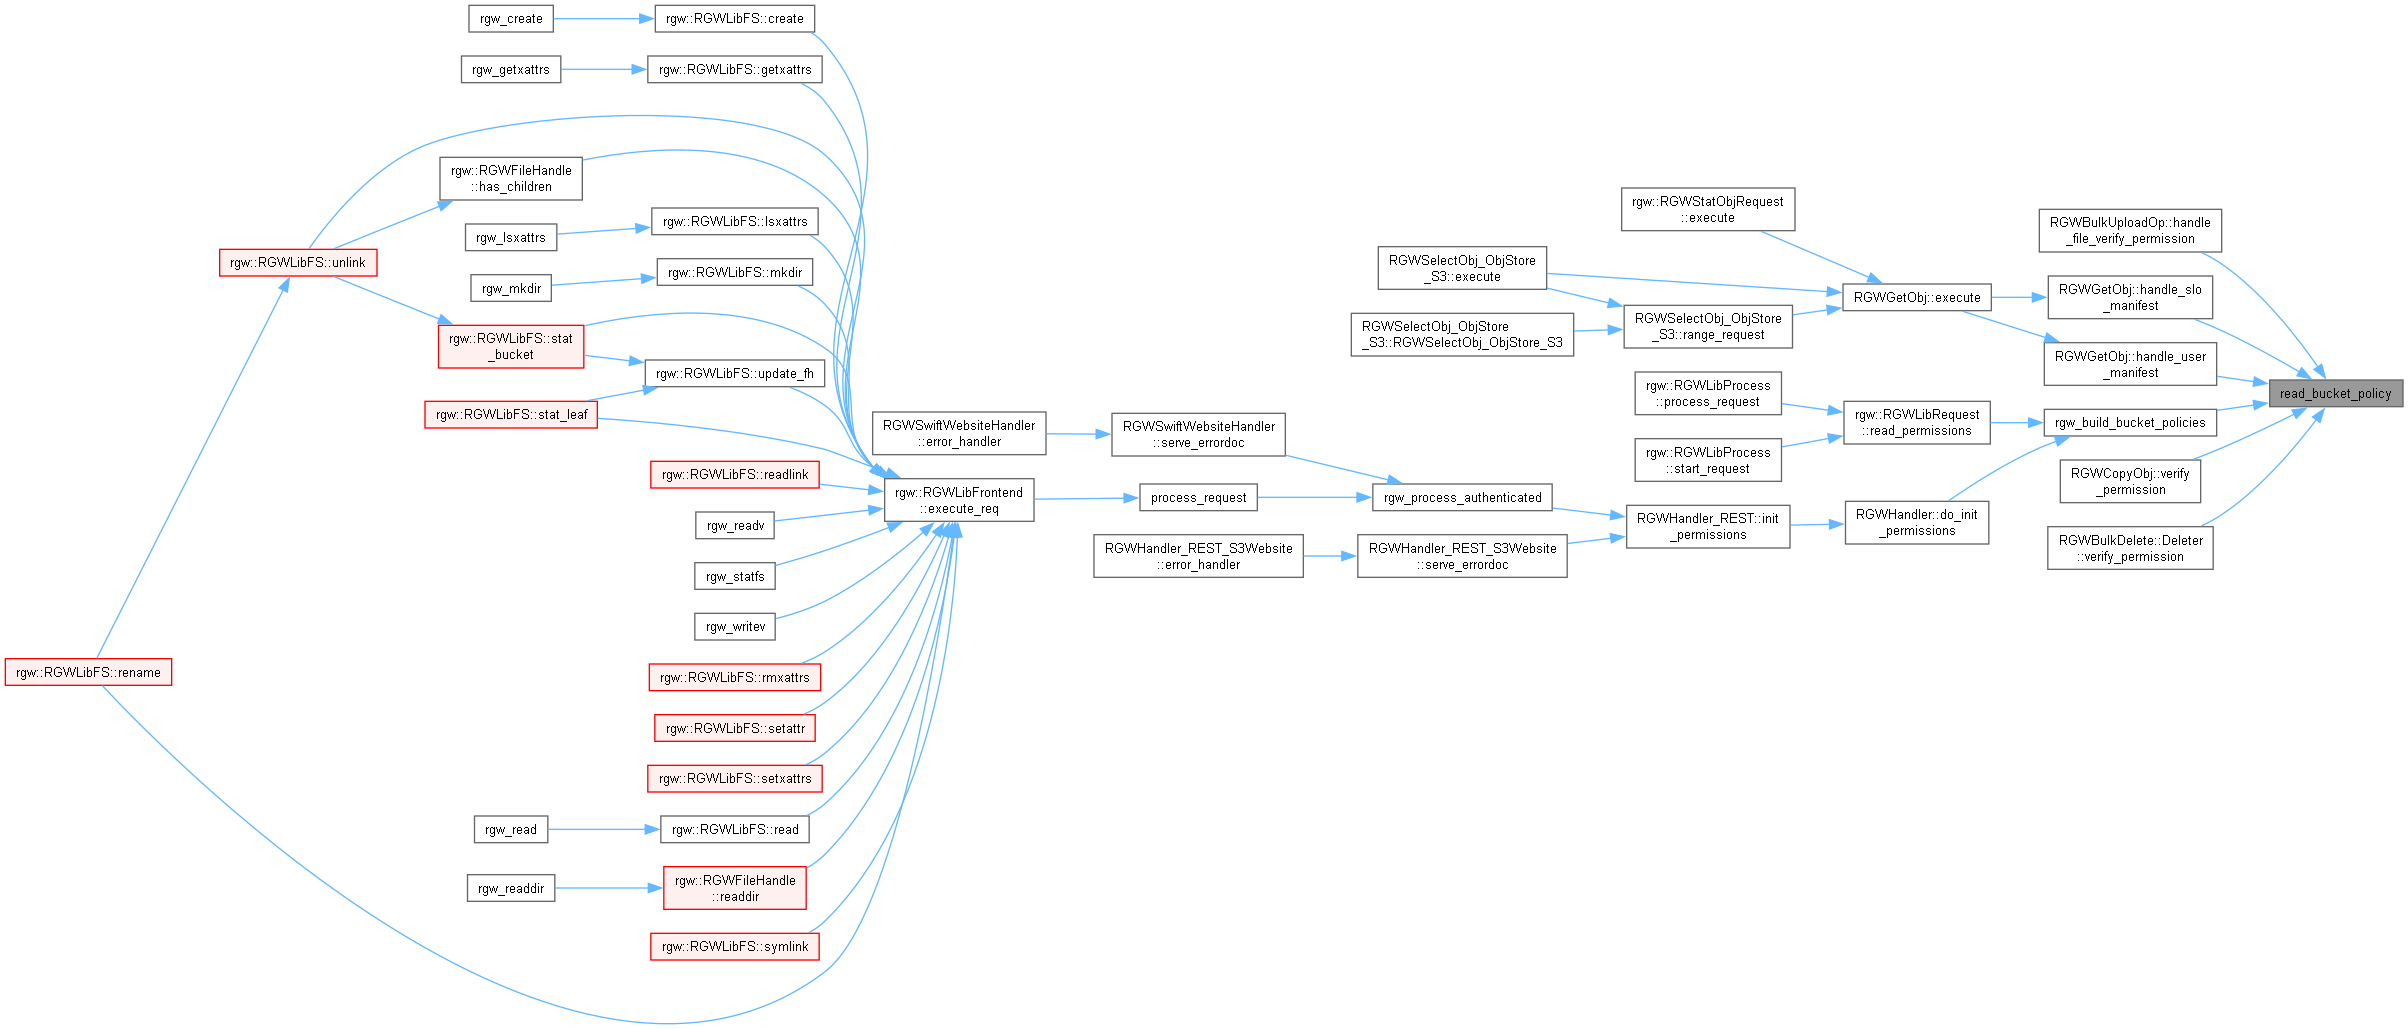 rgw_create
rgw::RGWLibFS::create
rgw_getxattrs
rgw::RGWLibFS::getxattrs
rgw::RGWFileHandle
::has_children
rgw::RGWLibFS::lsxattrs
rgw_lsxattrs
rgw::RGWLibFS::unlink
rgw::RGWLibFS::mkdir
rgw_mkdir
rgw::RGWLibFS::stat
_bucket
rgw::RGWLibFS::update_fh
rgw::RGWLibFS::stat_leaf
rgw::RGWLibFS::readlink
rgw_readv
rgw_statfs
rgw_writev
rgw::RGWLibFS::rename
rgw::RGWLibFS::rmxattrs
rgw::RGWLibFS::setattr
rgw::RGWLibFS::setxattrs
rgw_read
rgw::RGWLibFS::read
rgw_readdir
rgw::RGWFileHandle
::readdir
rgw::RGWLibFS::symlink
RGWSwiftWebsiteHandler
::error_handler
rgw::RGWLibFrontend
::execute_req
RGWSwiftWebsiteHandler
::serve_errordoc
process_request
RGWHandler_REST_S3Website
::error_handler
rgw_process_authenticated
RGWHandler_REST_S3Website
::serve_errordoc
rgw::RGWStatObjRequest
::execute
RGWSelectObj_ObjStore
_S3::execute
RGWSelectObj_ObjStore
_S3::RGWSelectObj_ObjStore_S3
RGWSelectObj_ObjStore
_S3::range_request
rgw::RGWLibProcess
::process_request
rgw::RGWLibProcess
::start_request
RGWHandler_REST::init
_permissions
RGWGetObj::execute
rgw::RGWLibRequest
::read_permissions
RGWHandler::do_init
_permissions
RGWBulkUploadOp::handle
_file_verify_permission
RGWGetObj::handle_slo
_manifest
RGWGetObj::handle_user
_manifest
rgw_build_bucket_policies
RGWCopyObj::verify
_permission
RGWBulkDelete::Deleter
::verify_permission
read_bucket_policy